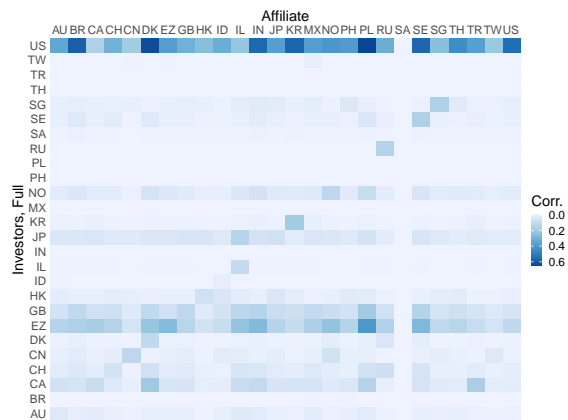 Affiliate
AU BR CA CH CN DK EZ GB HK ID IL IN JP KR MX NO PH PL RU SA SE SG TH TR TW US
US
TW
TR
TH
SG
SE
SA
RU
PL
PH
NO
MX
KR
JP
IN
IL
ID
HK
GB
EZ
DK
CN
CH
CA
BR
AU
Investors, Full
Corr.
0.0
0.2
0.4
0.6